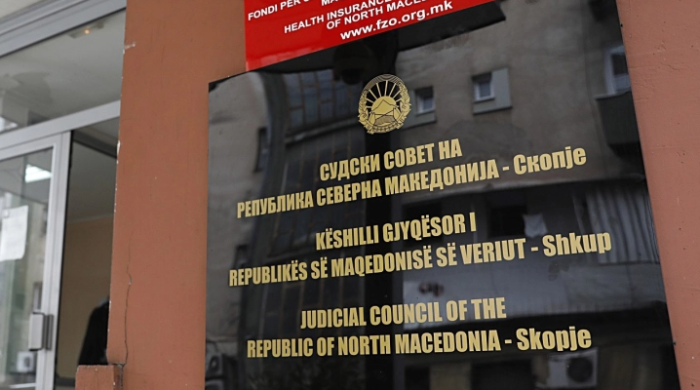 FONDI PER
HEALTH INSURANCE
OF NORTH MACEDONIA
www.fzo.org.mk
СУДСКИ СОВЕТ НА
РЕПУБЛИКА СЕВЕРНА МАКЕДОНИЈА - Скопје
KËSHILLI GJYQËSOR I
REPUBLIKËS SË MAQEDONISË SË VERIUT - Shkup
JUDICIAL COUNCIL OF THE
REPUBLIC OF NORTH MACEDONIA - Skopje